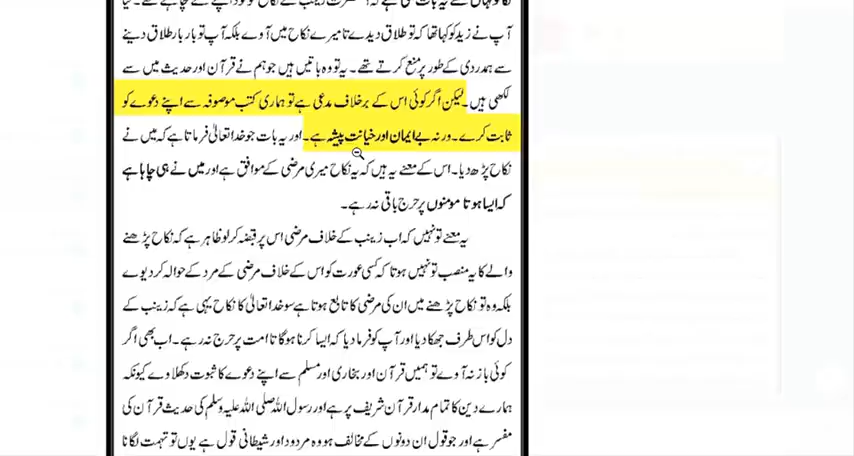 آپ نے زید کو کہا تھا کہ تو طلاق دیدے تا میرے نکاح میں آوے بلکہ آپ تو بار بار طلاق دینے
سے ہمدردی کے طور پر منع کرتے تھے۔ یہ تو وہ باتیں ہیں جو ہم نے قرآن اور حدیث میں سے
لکھی ہیں۔ لیکن اگر کوئی اس کے برخلاف مدعی ہے تو ہماری کتب موصوفہ سے اپنے دعوے کو
ثابت کرے۔ ورنہ بے ایمان اور خیانت پیشہ ہے۔ اور یہ بات جو خدا تعالیٰ فرماتا ہے کہ میں نے
نکاح پڑھ دیا۔ اس کے معنے یہ ہیں کہ یہ نکاح میری مرضی کے موافق ہے اور میں نے ہی چاہا ہے
کہ ایسا ہو تا مومنوں پر حرج باقی نہ رہے۔
یہ معنے تو نہیں کہ اب زینب کے خلاف مرضی اس پر قبضہ کر لو ظاہر ہے کہ نکاح پڑھنے
والے کا یہ منصب تو نہیں ہوتا کہ کسی عورت کو اس کے خلاف مرضی کے مرد کے حوالہ کر دیوے
بلکہ وہ تو نکاح پڑھنے میں ان کی مرضی کا تابع ہوتا ہے سو خدا تعالیٰ کا نکاح یہی ہے کہ زینب کے
دل کو اس طرف جھکا دیا اور آپ کو فرما دیا کہ ایسا کرنا ہوگا تا امت پر حرج نہ رہے۔ اب بھی اگر
کوئی باز نہ آوے تو ہمیں قرآن اور بخاری اور مسلم سے اپنے دعوے کا ثبوت دکھلاوے کیونکہ
ہمارے دین کا تمام مدار قرآن شریف پر ہے اور رسول اللہ صلی اللہ علیہ وسلم کی حدیث قرآن کی
مفسر ہے اور جو قول ان دونوں کے مخالف ہو وہ مردود اور شیطانی قول ہے یوں تو تہمت لگانا